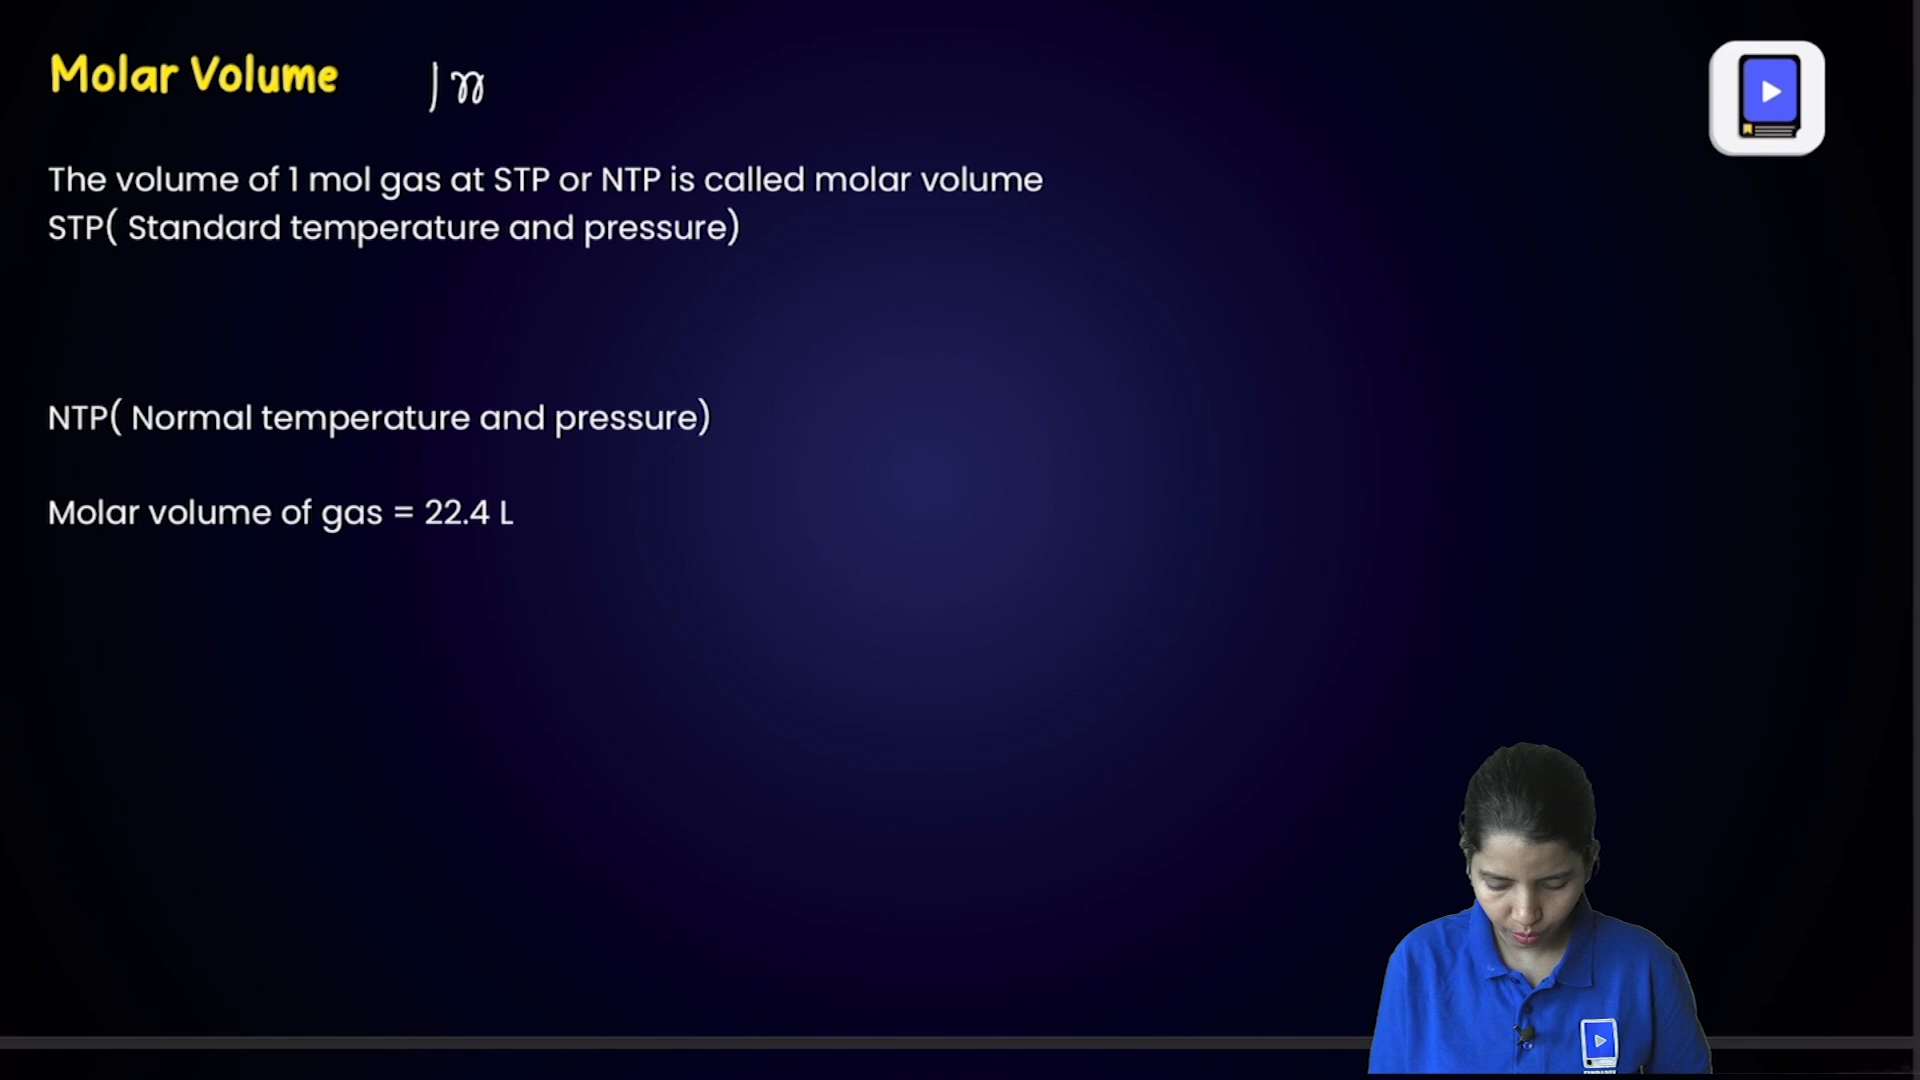 Molar Volume
The volume of 1 mol gas at STP or NTP is called molar volume
STP( Standard temperature and pressure)
NTP( Normal temperature and pressure)
Molar volume of gas = 22.4 L